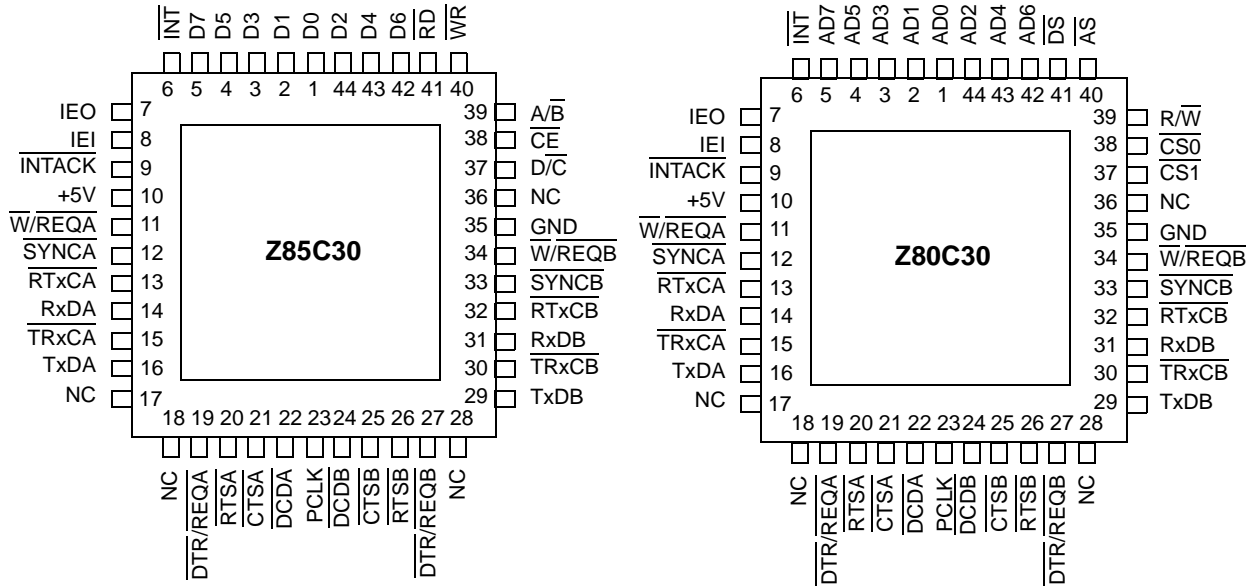 INT D7 D5 D3 D1 D0 D2 D4 D6 RD WR
6 5 4 3 2 1 44 43 42 41 40
IEO 7
IEI 8
INTACK 9
+5V 10
W/REQA 11
SYNCA 12
RTxCA 13
RxDA 14
TRxCA 15
TxDA 16
NC 17
Z85C30
39 A/B
38 CE
37 D/C
36 NC
35 GND
34 W/REQB
33 SYNCB
32 RTxCB
31 RxDB
30 TRxCB
29 TxDB
18 19 20 21 22 23 24 25 26 27 28
NC DTR/REQA RTSA CTSA DCDA PCLK DCDB CTSB RTSB DTR/REQB NC
INT AD7 AD5 AD3 AD1 AD0 AD2 AD4 AD6 DS AS
6 5 4 3 2 1 44 43 42 41 40
IEO 7
IEI 8
INTACK 9
+5V 10
W/REQA 11
SYNCA 12
RTxCA 13
RxDA 14
TRxCA 15
TxDA 16
NC 17
Z80C30
39 R/W
38 CS0
37 CS1
36 NC
35 GND
34 W/REQB
33 SYNCB
32 RTxCB
31 RxDB
30 TRxCB
29 TxDB
18 19 20 21 22 23 24 25 26 27 28
NC DTR/REQA RTSA CTSA DCDA PCLK DCDB CTSB RTSB DTR/REQB NC